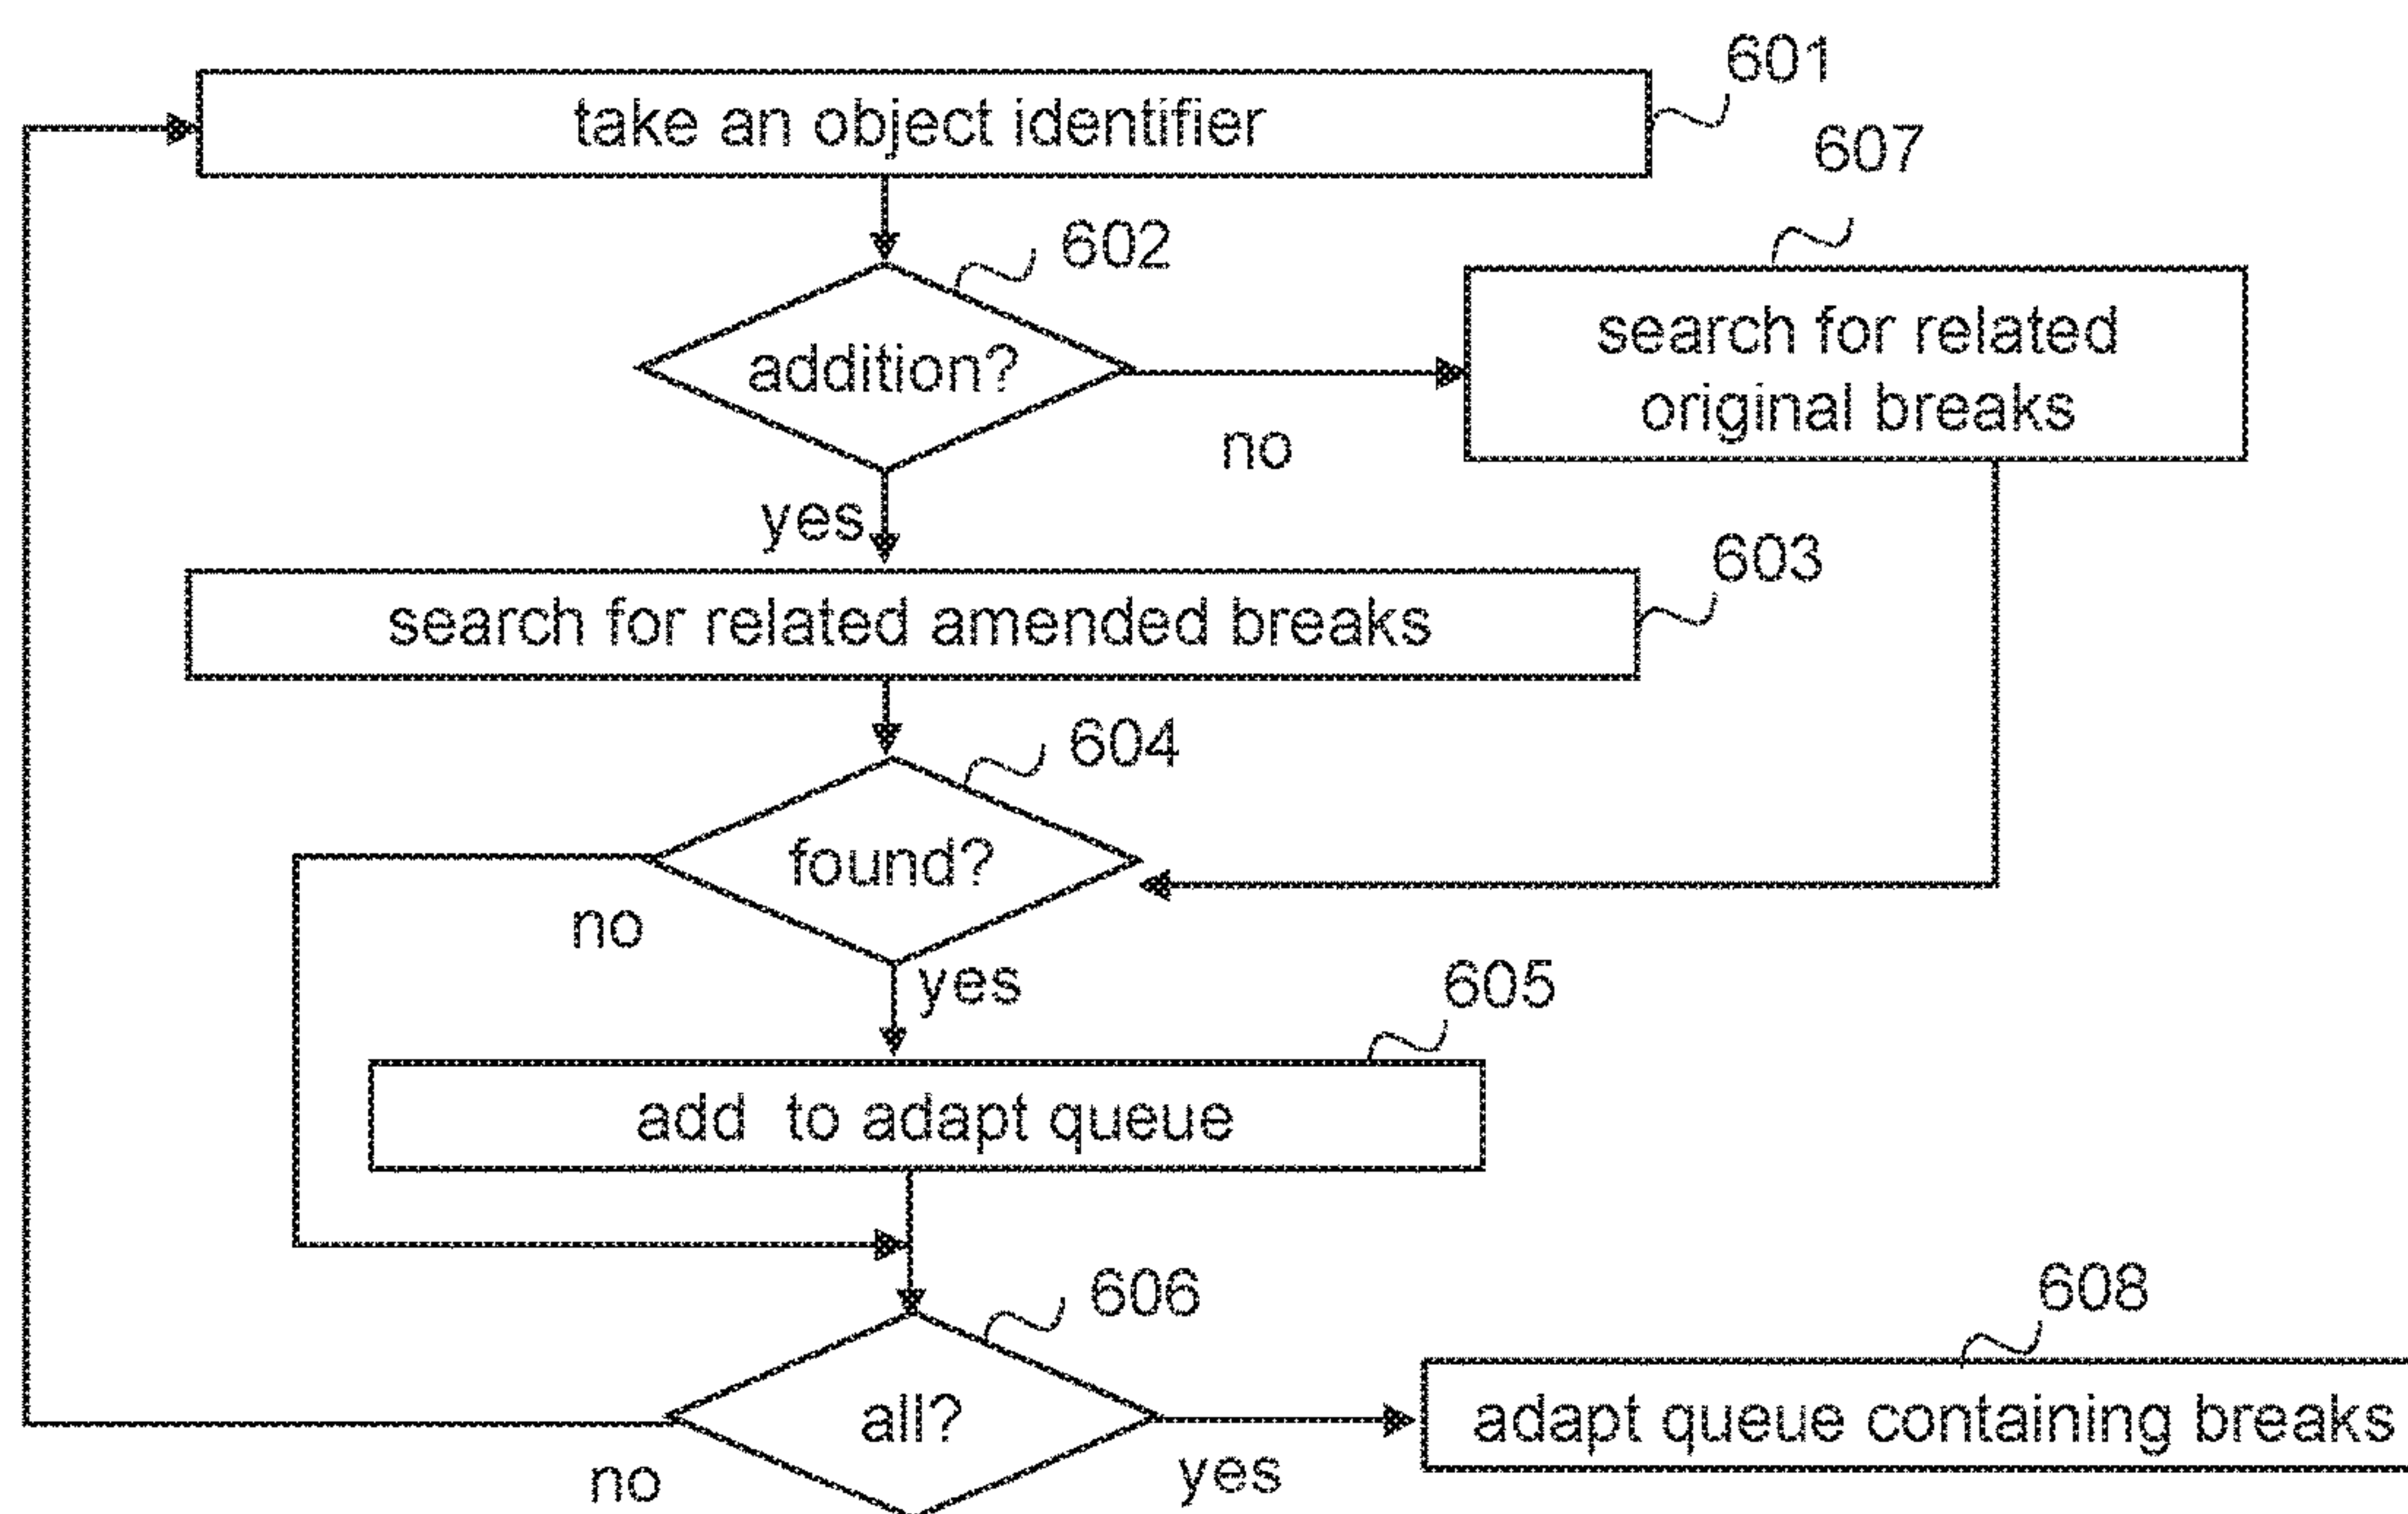 601
take an object identifier
607
602
search for related
original breaks
addition?
no
yes
603
search for related amended breaks
604
found?
no
yes
605
add to adapt queue
606
608
all?
adapt queue containing breaks
no
yes